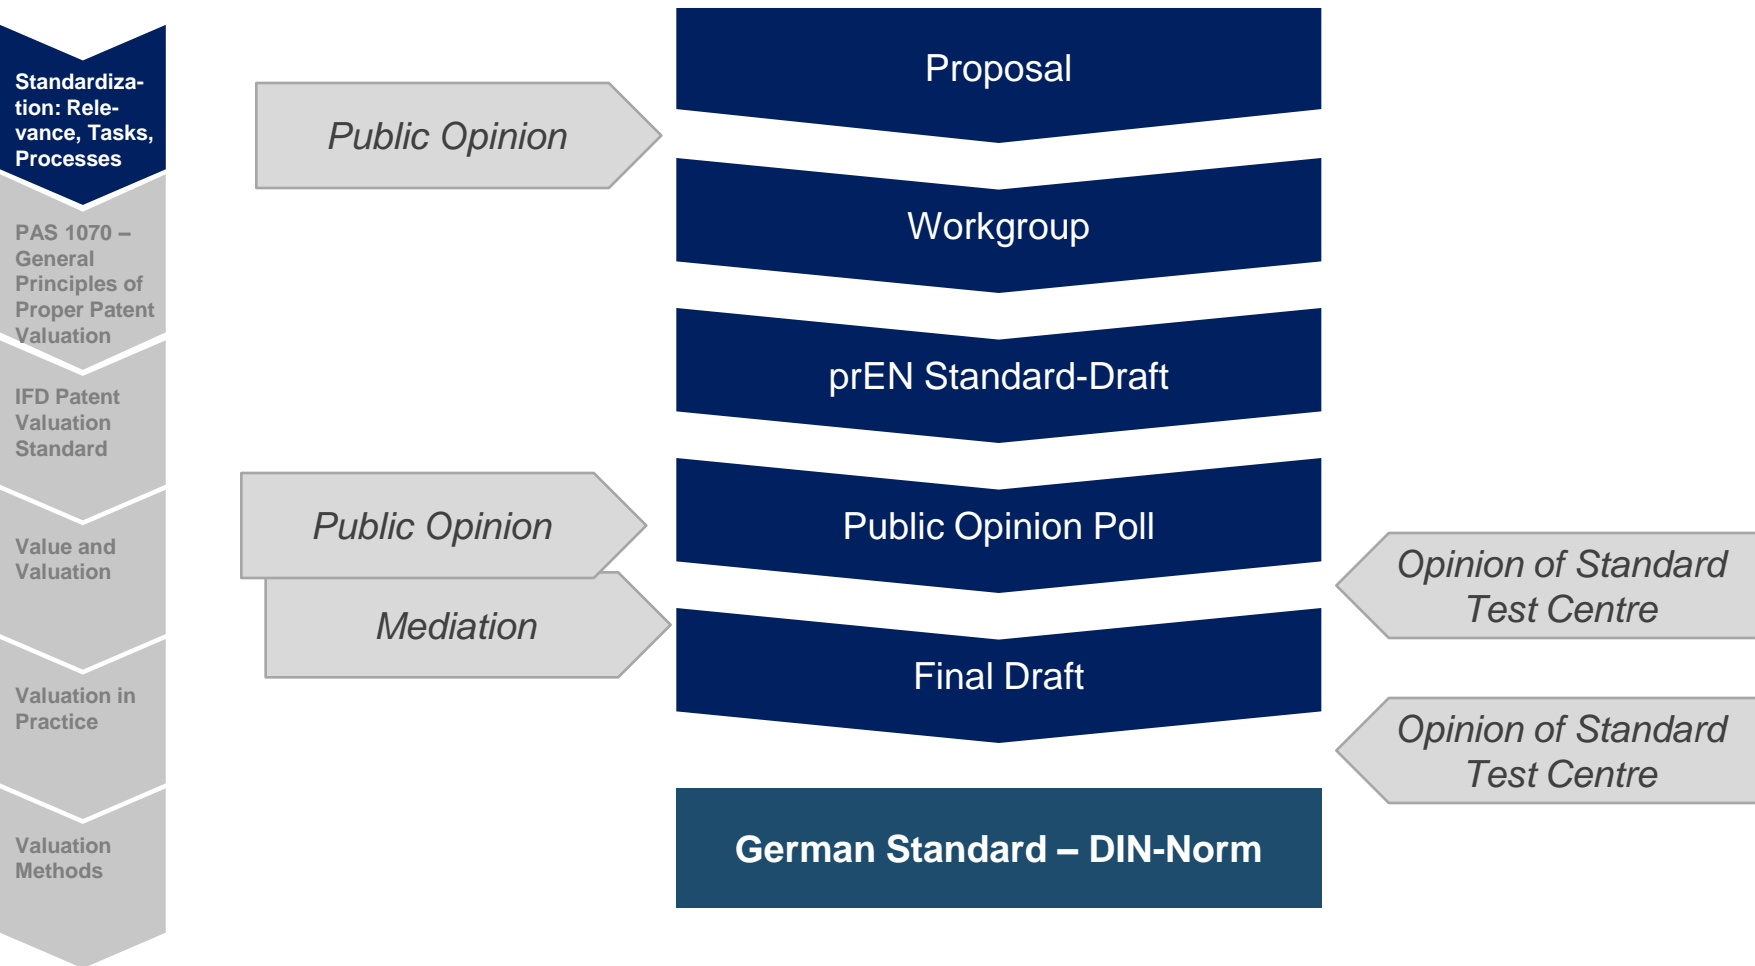 Standardiza-
tion: Rele-
vance, Tasks,
Processes
PAS 1070 –
General
Principles of
Proper Patent
Valuation
IFD Patent
Valuation
Standard
Value and
Valuation
Valuation in
Practice
Valuation
Methods
Proposal
Public Opinion
Workgroup
prEN Standard-Draft
Public Opinion
Public Opinion Poll
Mediation
Opinion of Standard
Test Centre
Final Draft
Opinion of Standard
Test Centre
German Standard – DIN-Norm